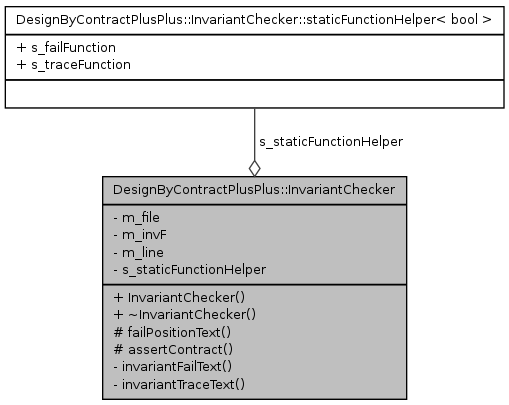 DesignByContractPlusPlus::InvariantChecker::staticFunctionHelper< bool >
+ s_failFunction
+ s_traceFunction
s_staticFunctionHelper
DesignByContractPlusPlus::InvariantChecker
- m_file
- m_invF
- m_line
- s_staticFunctionHelper
+ InvariantChecker()
+ ~InvariantChecker()
# failPositionText()
# assertContract()
- invariantFailText()
- invariantTraceText()